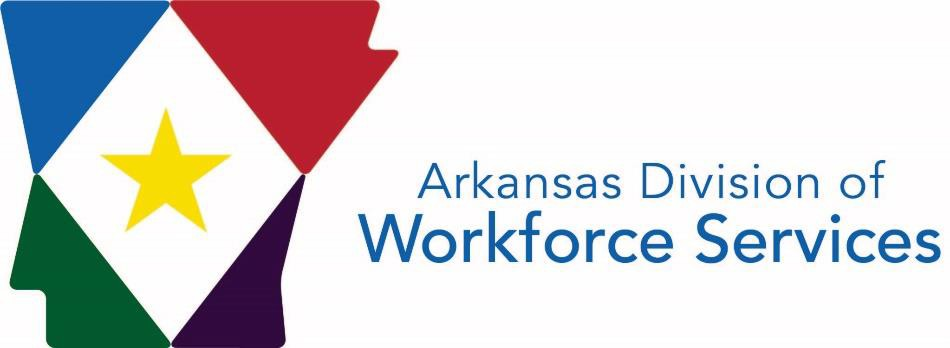 Arkansas Division of
Workforce Services